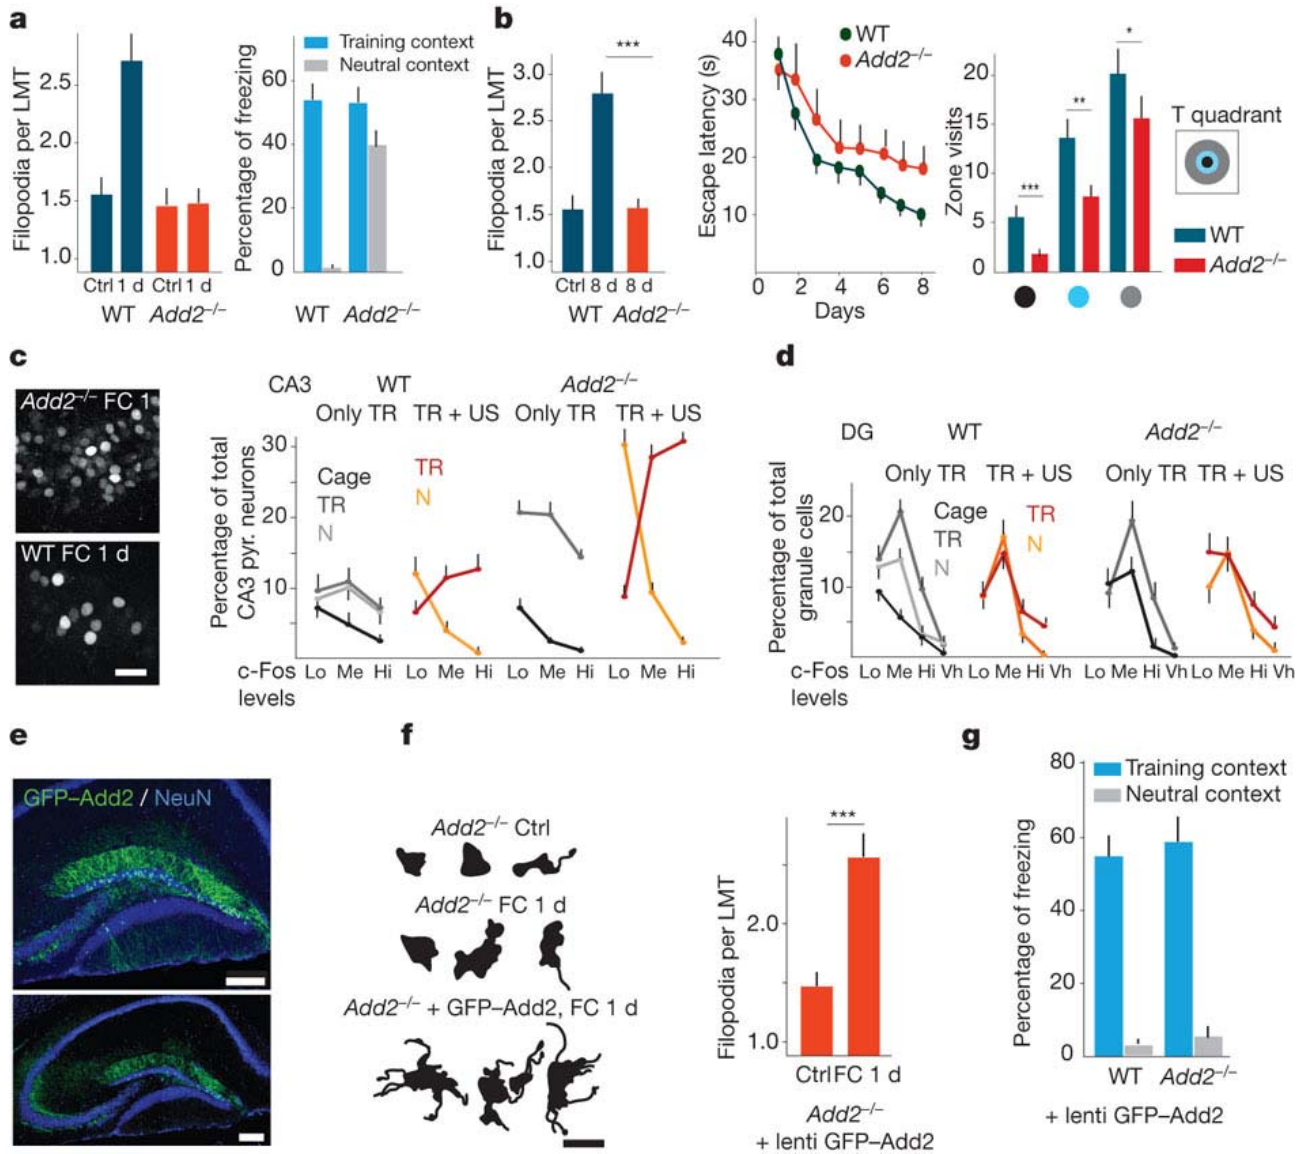 a
Filopodia per LMT
2.5
2.0
1.5
1.0
Ctrl 1 d Ctrl 1 d
WT Add2−/−
Percentage of freezing
Training context
Neutral context
60
40
20
0
WT Add2−/−
b
Filopodia per LMT
3.0
2.5
2.0
1.5
1.0
***
Ctrl 8 d 8 d
WT Add2−/−
Escape latency (s)
40
30
20
10
WT
Add2−/−
0 2 4 6 8
Days
Zone visits
20
15
10
5
0
***
**
*
T quadrant
WT
Add2−/−
c
Add2−/− FC 1
WT FC 1 d
CA3 WT Add2−/−
Only TR TR + US Only TR TR + US
Percentage of total
CA3 pyr. neurons
30
20
10
Cage
TR
N
TR
N
c-Fos
levels
Lo Me Hi Lo Me Hi Lo Me Hi Lo Me Hi
d
DG WT Add2−/−
Only TR TR + US Only TR TR + US
Percentage of total
granule cells
20
10
Cage
TR
N
TR
N
c-Fos
levels
Lo Me Hi Vh Lo Me Hi Vh Lo Me Hi Vh Lo Me Hi Vh
e
GFP–Add2 / NeuN
f
Add2−/− Ctrl
Add2−/− FC 1 d
Add2−/− + GFP–Add2, FC 1 d
Filopodia per LMT
2.0
1.0
***
Ctrl FC 1 d
Add2−/−
+ lenti GFP–Add2
g
Percentage of freezing
80
60
40
20
0
Training context
Neutral context
WT Add2−/−
+ lenti GFP–Add2